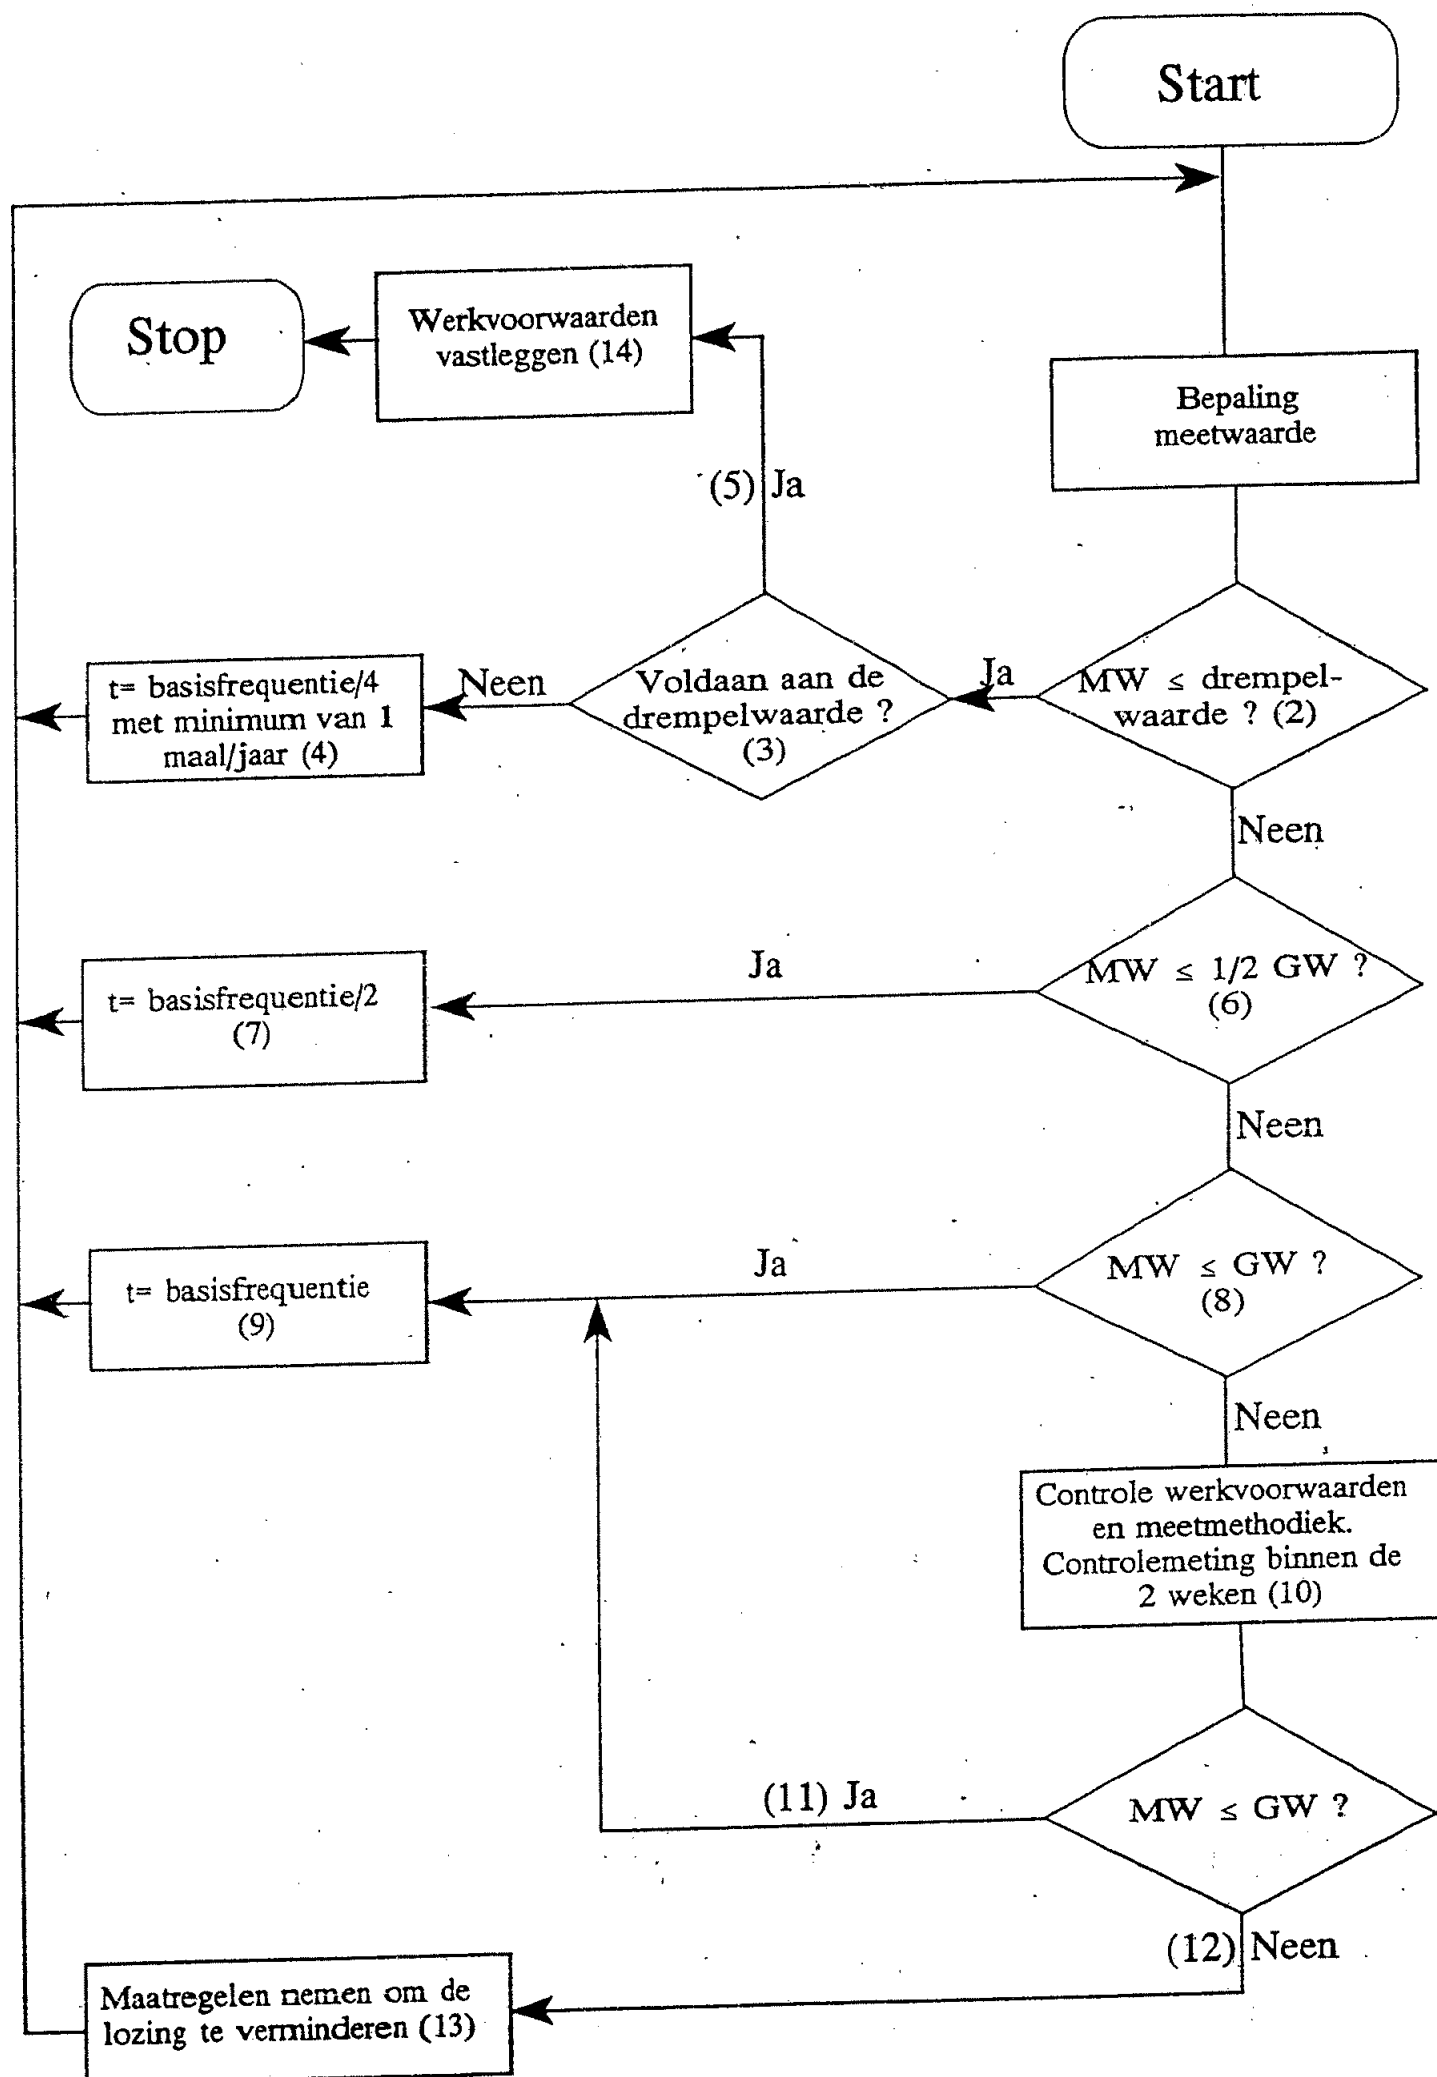 Start
Stop
Werkvoorwaarden
vastleggen (14)
Bepaling
meetwaarde
(5) Ja
t= basisfrequentie/4
met minimum van 1
maal/jaar (4)
Neen
Voldaan aan de
drempelwaarde ?
(3)
Ja
MW ≤ drempel-
waarde ? (2)
Neen
t= basisfrequentie/2
(7)
Ja
MW ≤ 1/2 GW ?
(6)
Neen
t= basisfrequentie
(9)
Ja
MW ≤ GW ?
(8)
Neen
Controle werkvoorwaarden
en meetmethodiek.
Controlemeting binnen de
2 weken (10)
(11) Ja
MW ≤ GW ?
(12) Neen
Maatregelen nemen om de
lozing te verminderen (13)